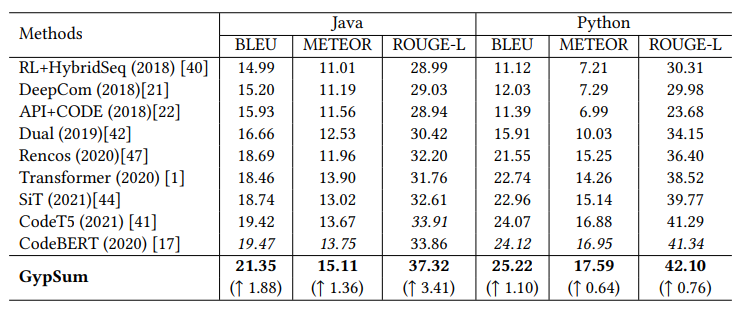 Methods Java Python
BLEU METEOR ROUGE-L BLEU METEOR ROUGE-L
RL+HybridSeq (2018) [40] 14.99 11.01 28.99 11.12 7.21 30.31
DeepCom (2018)[21] 15.20 11.19 29.03 12.03 7.29 29.98
API+CODE (2018)[22] 15.93 11.56 28.94 11.39 6.99 23.68
Dual (2019)[42] 16.66 12.53 30.42 15.91 10.03 34.15
Rencos (2020)[47] 18.69 11.96 32.20 21.55 15.25 36.40
Transformer (2020) [1] 18.46 13.90 31.76 22.74 14.26 38.52
SiT (2021)[44] 18.74 13.02 32.61 22.96 15.14 39.77
CodeT5 (2021) [41] 19.42 13.67 33.91 24.07 16.88 41.29
CodeBERT (2020) [17] 19.47 13.75 33.86 24.12 16.95 41.34
GypSum 21.35 15.11 37.32 25.22 17.59 42.10
(↑ 1.88) (↑ 1.36) (↑ 3.41) (↑ 1.10) (↑ 0.64) (↑ 0.76)